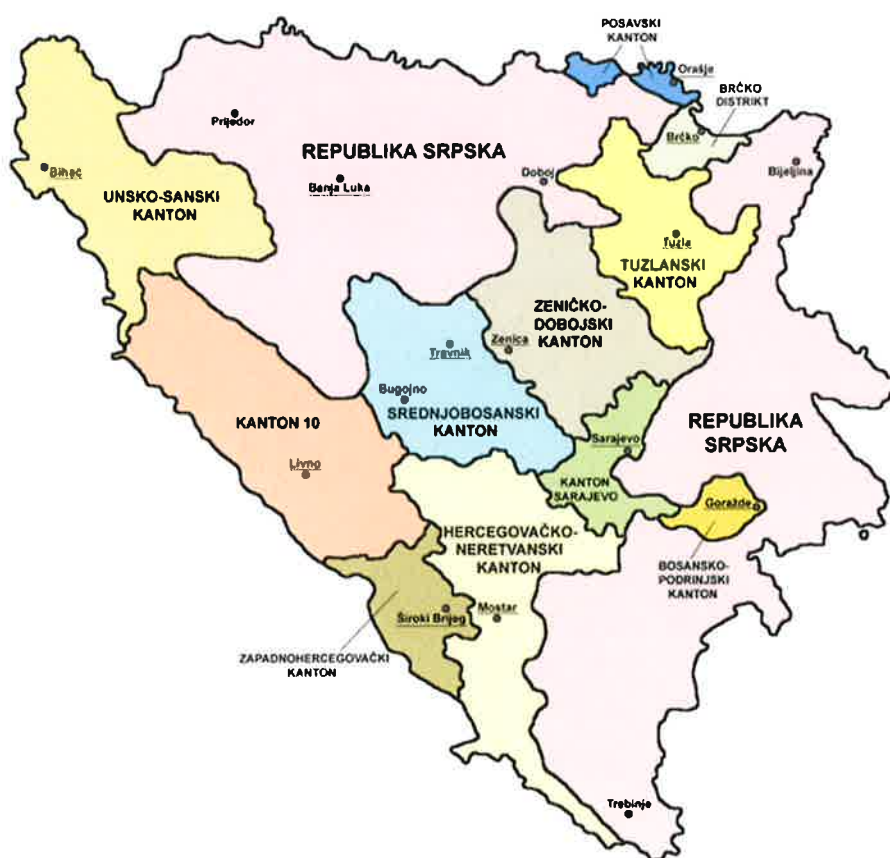 POSAVSKI
KANTON
Orašje
BRČKO
DISTRIKT
Prijedor
Brčko
REPUBLIKA SRPSKA
Bihać
Doboj
Bijeljina
Banja Luka
UNSKO-SANSKI
KANTON
Tuzla
TUZLANSKI
KANTON
ZENIČKO-
DOBOJSKI
KANTON
Zenica
Travnik
Bugojno
SREDNJOBOSANSKI
KANTON
KANTON 10
REPUBLIKA
SRPSKA
Sarajevo
Livno
KANTON
SARAJEVO
Goražde
HERCEGOVAČKO-
NERETVANSKI
KANTON
BOSANSKO-
PODRINJSKI
KANTON
Široki Brijeg
Mostar
ZAPADNOHERCEGOVAČKI
KANTON
Trebinje